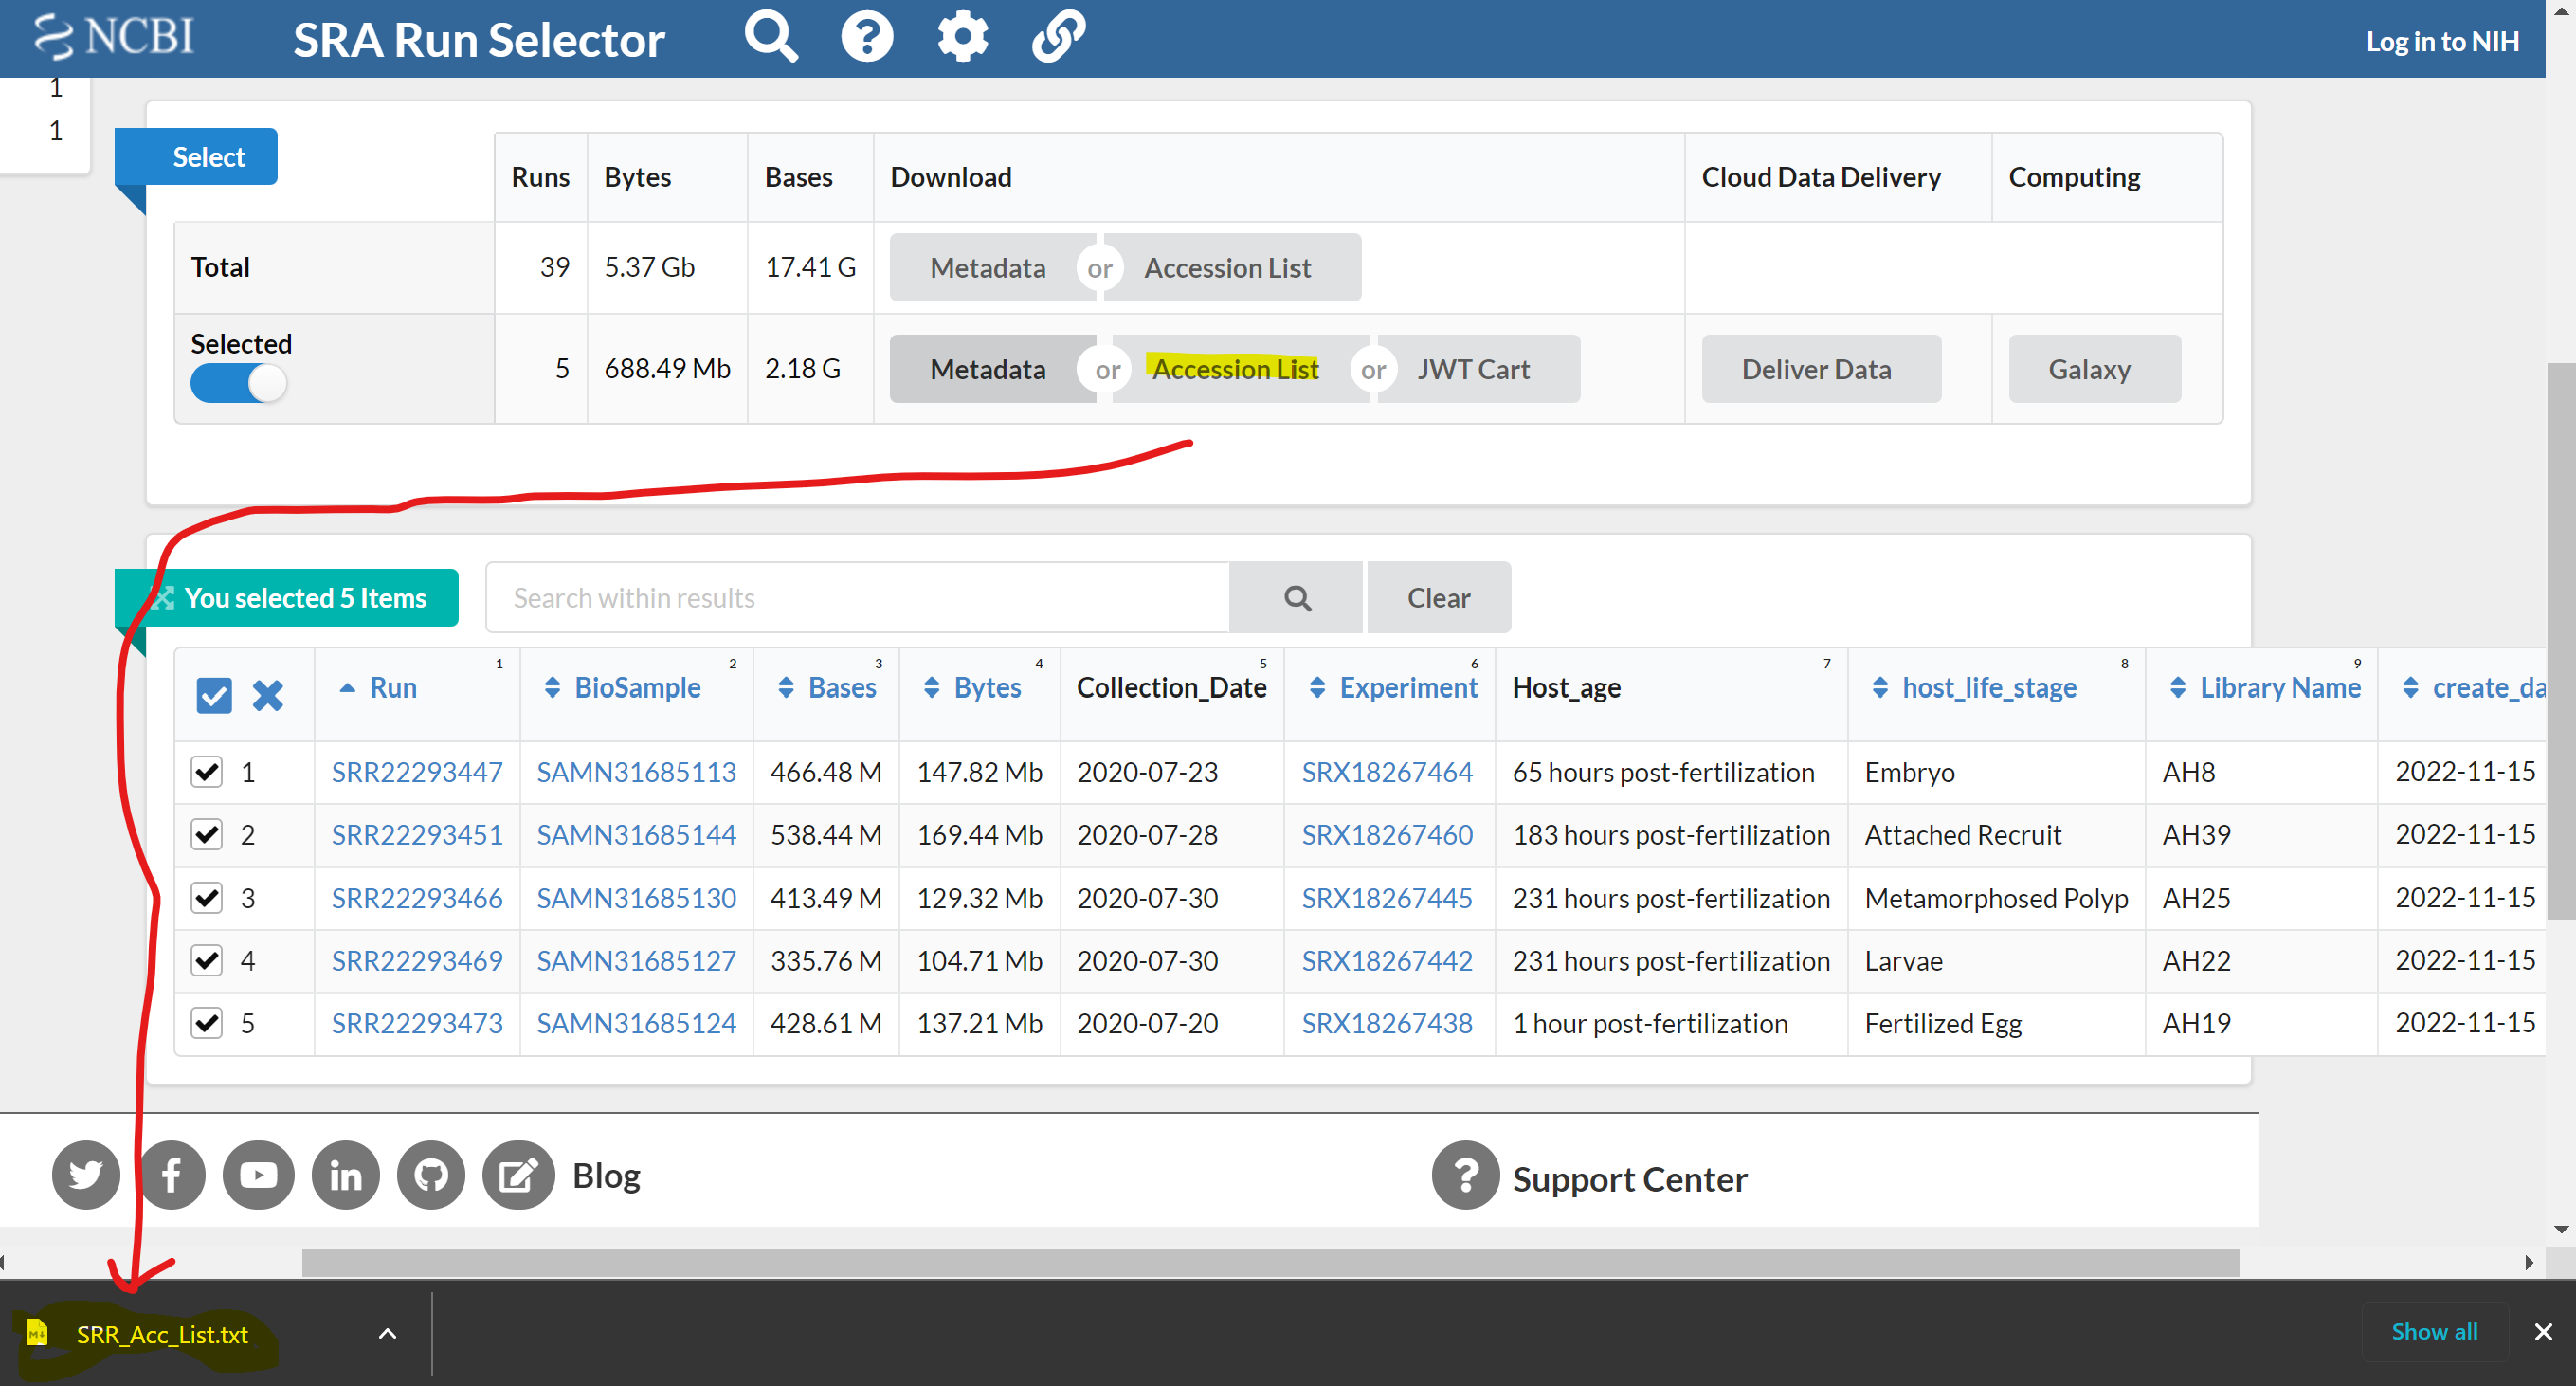 NCBI SRA Run Selector Log in to NIH
1
1
Select
Runs Bytes Bases Download Cloud Data Delivery Computing
Total 39 5.37 Gb 17.41 G Metadata or Accession List
Selected 5 688.49 Mb 2.18 G Metadata or Accession List or JWT Cart Deliver Data Galaxy
You selected 5 Items Search within results Clear
1 2 3 4 5 6 7 8 9
Run BioSample Bases Bytes Collection_Date Experiment Host_age host_life_stage Library Name create_da
1 SRR22293447 SAMN31685113 466.48 M 147.82 Mb 2020-07-23 SRX18267464 65 hours post-fertilization Embryo AH8 2022-11-15
2 SRR22293451 SAMN31685144 538.44 M 169.44 Mb 2020-07-28 SRX18267460 183 hours post-fertilization Attached Recruit AH39 2022-11-15
3 SRR22293466 SAMN31685130 413.49 M 129.32 Mb 2020-07-30 SRX18267445 231 hours post-fertilization Metamorphosed Polyp AH25 2022-11-15
4 SRR22293469 SAMN31685127 335.76 M 104.71 Mb 2020-07-30 SRX18267442 231 hours post-fertilization Larvae AH22 2022-11-15
5 SRR22293473 SAMN31685124 428.61 M 137.21 Mb 2020-07-20 SRX18267438 1 hour post-fertilization Fertilized Egg AH19 2022-11-15
Blog Support Center
SRR_Acc_List.txt Show all